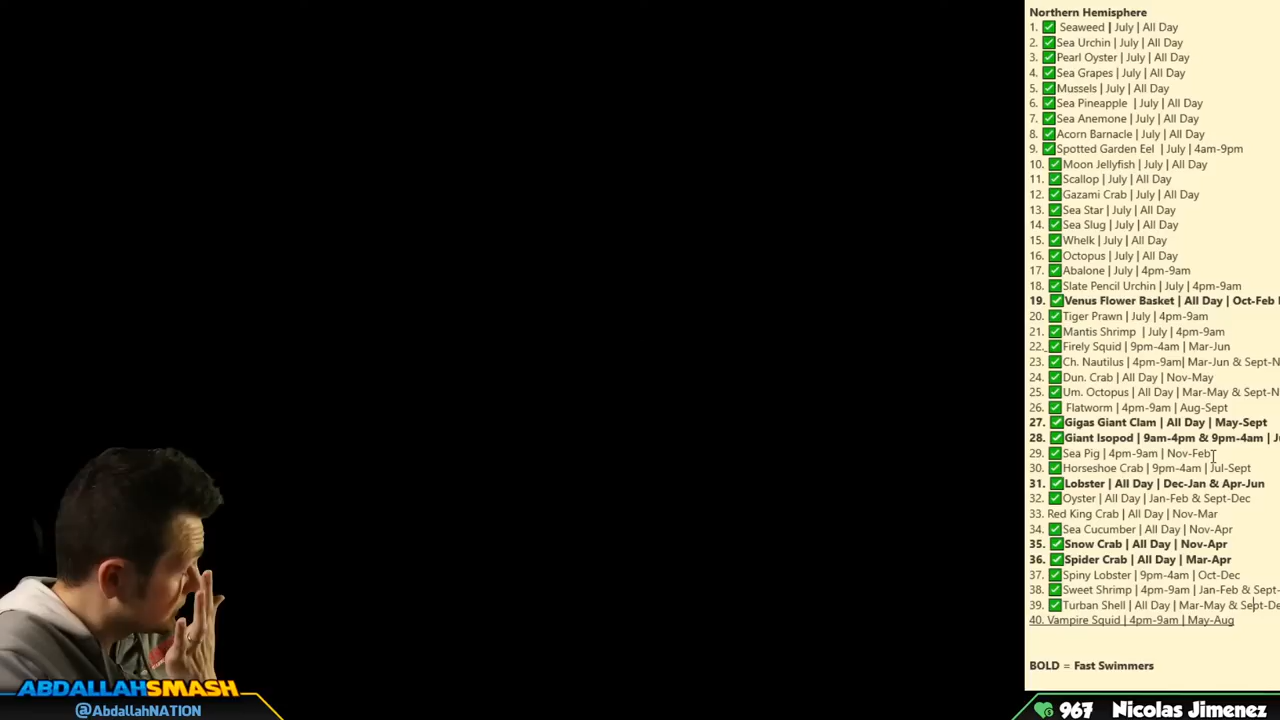 Northern Hemisphere
1. ✅ Seaweed | July | All Day
2. ✅Sea Urchin | July | All Day
3. ✅Pearl Oyster | July | All Day
4. ✅Sea Grapes | July | All Day
5. ✅Mussels | July | All Day
6. ✅Sea Pineapple | July | All Day
7. ✅Sea Anemone | July | All Day
8. ✅Acorn Barnacle | July | All Day
9. ✅Spotted Garden Eel | July | 4am-9pm
10. ✅Moon Jellyfish | July | All Day
11. ✅Scallop | July | All Day
12. ✅Gazami Crab | July | All Day
13. ✅Sea Star | July | All Day
14. ✅Sea Slug | July | All Day
15. ✅Whelk | July | All Day
16. ✅Octopus | July | All Day
17. ✅Abalone | July | 4pm-9am
18. ✅Slate Pencil Urchin | July | 4pm-9am
19. ✅Venus Flower Basket | All Day | Oct-Feb
20. ✅Tiger Prawn | July | 4pm-9am
21. ✅Mantis Shrimp | July | 4pm-9am
22. ✅Firely Squid | 9pm-4am | Mar-Jun
23. ✅Ch. Nautilus | 4pm-9am| Mar-Jun & Sept-N
24. ✅Dun. Crab | All Day | Nov-May
25. ✅Um. Octopus | All Day | Mar-May & Sept-N
26. ✅ Flatworm | 4pm-9am | Aug-Sept
27. ✅Gigas Giant Clam | All Day | May-Sept
28. ✅Giant Isopod | 9am-4pm & 9pm-4am | Ju
29. ✅Sea Pig | 4pm-9am | Nov-Feb
30. ✅Horseshoe Crab | 9pm-4am | Jul-Sept
31. ✅Lobster | All Day | Dec-Jan & Apr-Jun
32. ✅Oyster | All Day | Jan-Feb & Sept-Dec
33. Red King Crab | All Day | Nov-Mar
34. ✅Sea Cucumber | All Day | Nov-Apr
35. ✅Snow Crab | All Day | Nov-Apr
36. ✅Spider Crab | All Day | Mar-Apr
37. ✅Spiny Lobster | 9pm-4am | Oct-Dec
38. ✅Sweet Shrimp | 4pm-9am | Jan-Feb & Sept-
39. ✅Turban Shell | All Day | Mar-May & Sept-De
40. Vampire Squid | 4pm-9am | May-Aug
BOLD = Fast Swimmers
ABDALLAHSMASH
@AbdallahNATION
967 Nicolas Jimenez